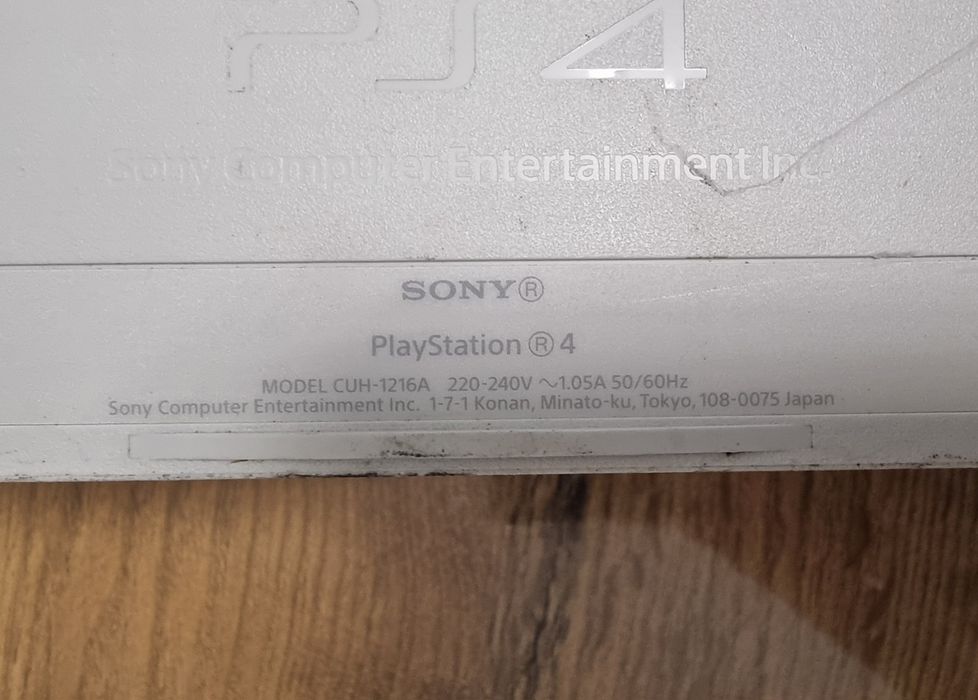 PS4
Sony Computer Entertainment Inc.
SONY®
PlayStation ® 4
MODEL CUH-1216A 220-240V ~1.05A 50/60Hz
Sony Computer Entertainment Inc. 1-7-1 Konan, Minato-ku, Tokyo, 108-0075 Japan